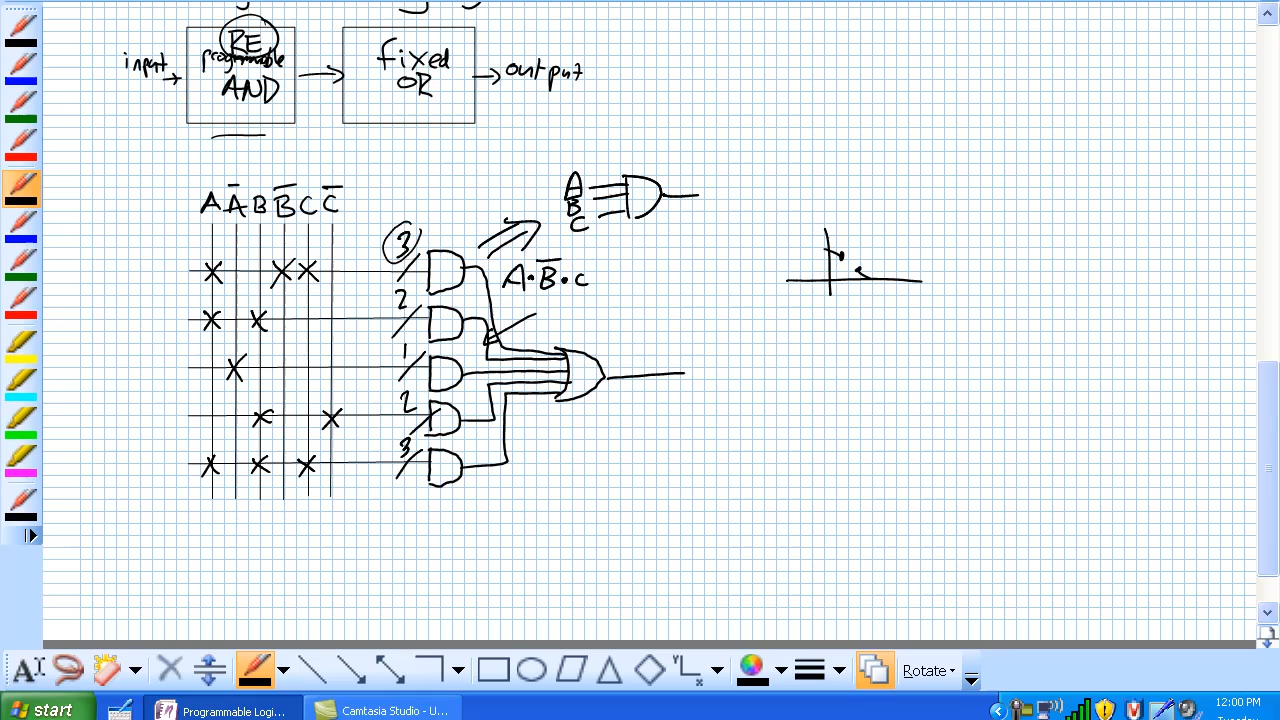 RE
input programmable AND fixed OR output
A A̅ B B̅ C C̅
A
B
C
3
A·B̅·C
2
1
2
3
Rotate
start Programmable Logi... Camtasia Studio - U... 12:00 PM
Tuesday